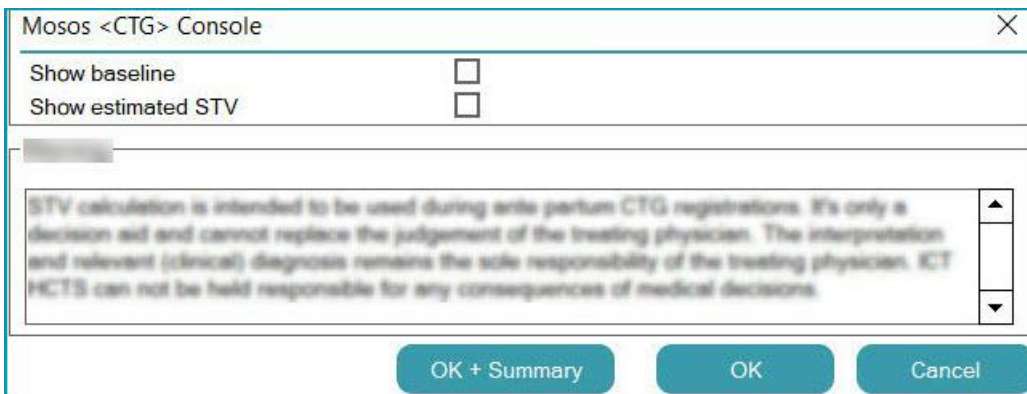 Mosos <CTG> Console
Show baseline
Show estimated STV
STV calculation is intended to be used during ante partum CTG registrations. It's only a
decision aid and cannot replace the judgement of the treating physician. The interpretation
and relevant (clinical) diagnosis remains the sole responsibility of the treating physician. ICT
HCTS can not be held responsible for any consequences of medical decisions.
OK + Summary
OK
Cancel